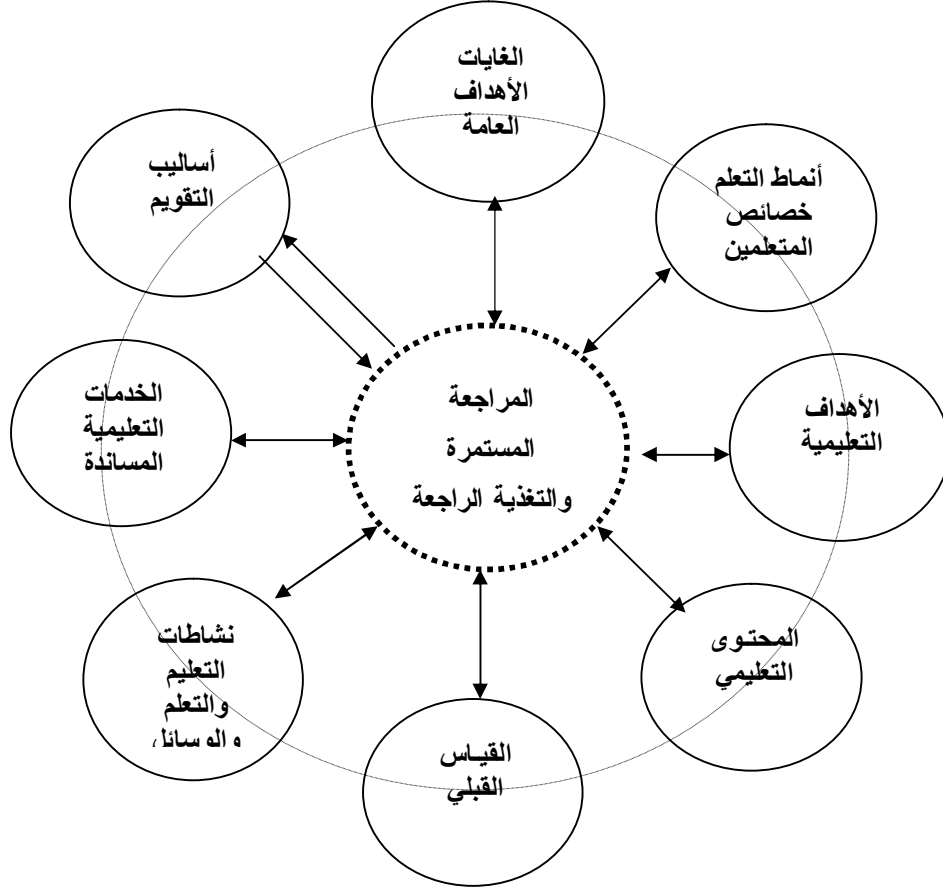 الغايات
الأهداف
العامة
أنماط التعلم
خصائص
المتعلمين
الأهداف
التعليمية
المحتوى
التعليمي
القياس
القبلي
نشاطات
التعليم
والتعلم
والوسائل
الخدمات
التعليمية
المساندة
أساليب
التقويم
المراجعة
المستمرة
والتغذية الراجعة